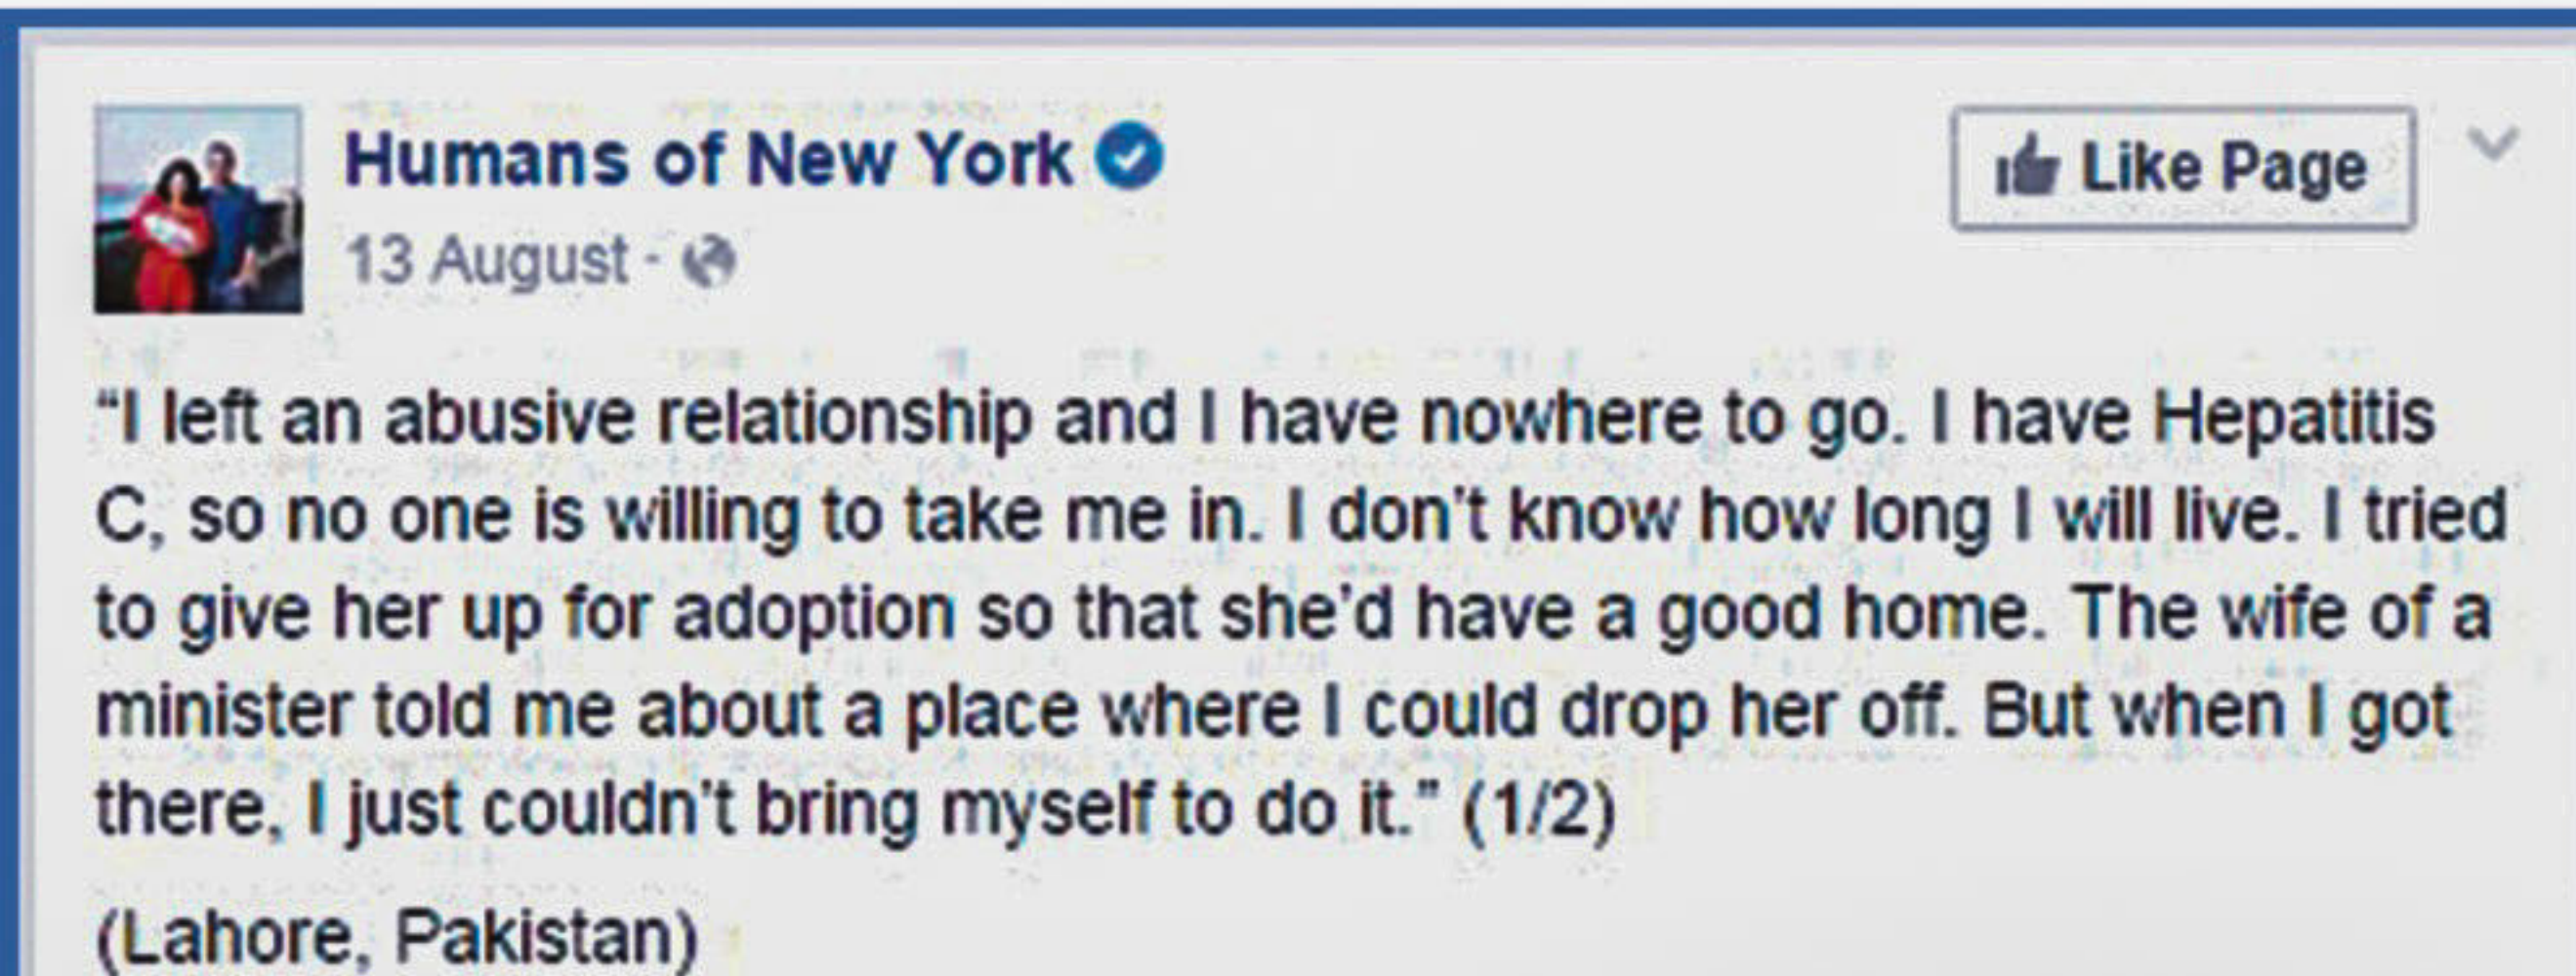 Humans of New York
Like Page
13 August ·
“I left an abusive relationship and I have nowhere to go. I have Hepatitis
C, so no one is willing to take me in. I don’t know how long I will live. I tried
to give her up for adoption so that she’d have a good home. The wife of a
minister told me about a place where I could drop her off. But when I got
there, I just couldn’t bring myself to do it.” (1/2)
(Lahore, Pakistan)